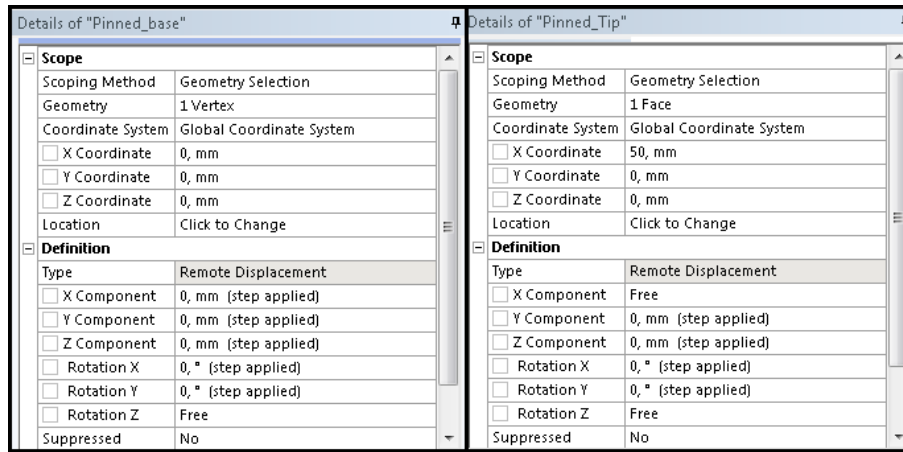 Details of "Pinned_base"
Scope
Scoping Method Geometry Selection
Geometry 1 Vertex
Coordinate System Global Coordinate System
X Coordinate 0, mm
Y Coordinate 0, mm
Z Coordinate 0, mm
Location Click to Change
Definition
Type Remote Displacement
X Component 0, mm (step applied)
Y Component 0, mm (step applied)
Z Component 0, mm (step applied)
Rotation X 0, ° (step applied)
Rotation Y 0, ° (step applied)
Rotation Z Free
Suppressed No
Details of "Pinned_Tip"
Scope
Scoping Method Geometry Selection
Geometry 1 Face
Coordinate System Global Coordinate System
X Coordinate 50, mm
Y Coordinate 0, mm
Z Coordinate 0, mm
Location Click to Change
Definition
Type Remote Displacement
X Component Free
Y Component 0, mm (step applied)
Z Component 0, mm (step applied)
Rotation X 0, ° (step applied)
Rotation Y 0, ° (step applied)
Rotation Z Free
Suppressed No